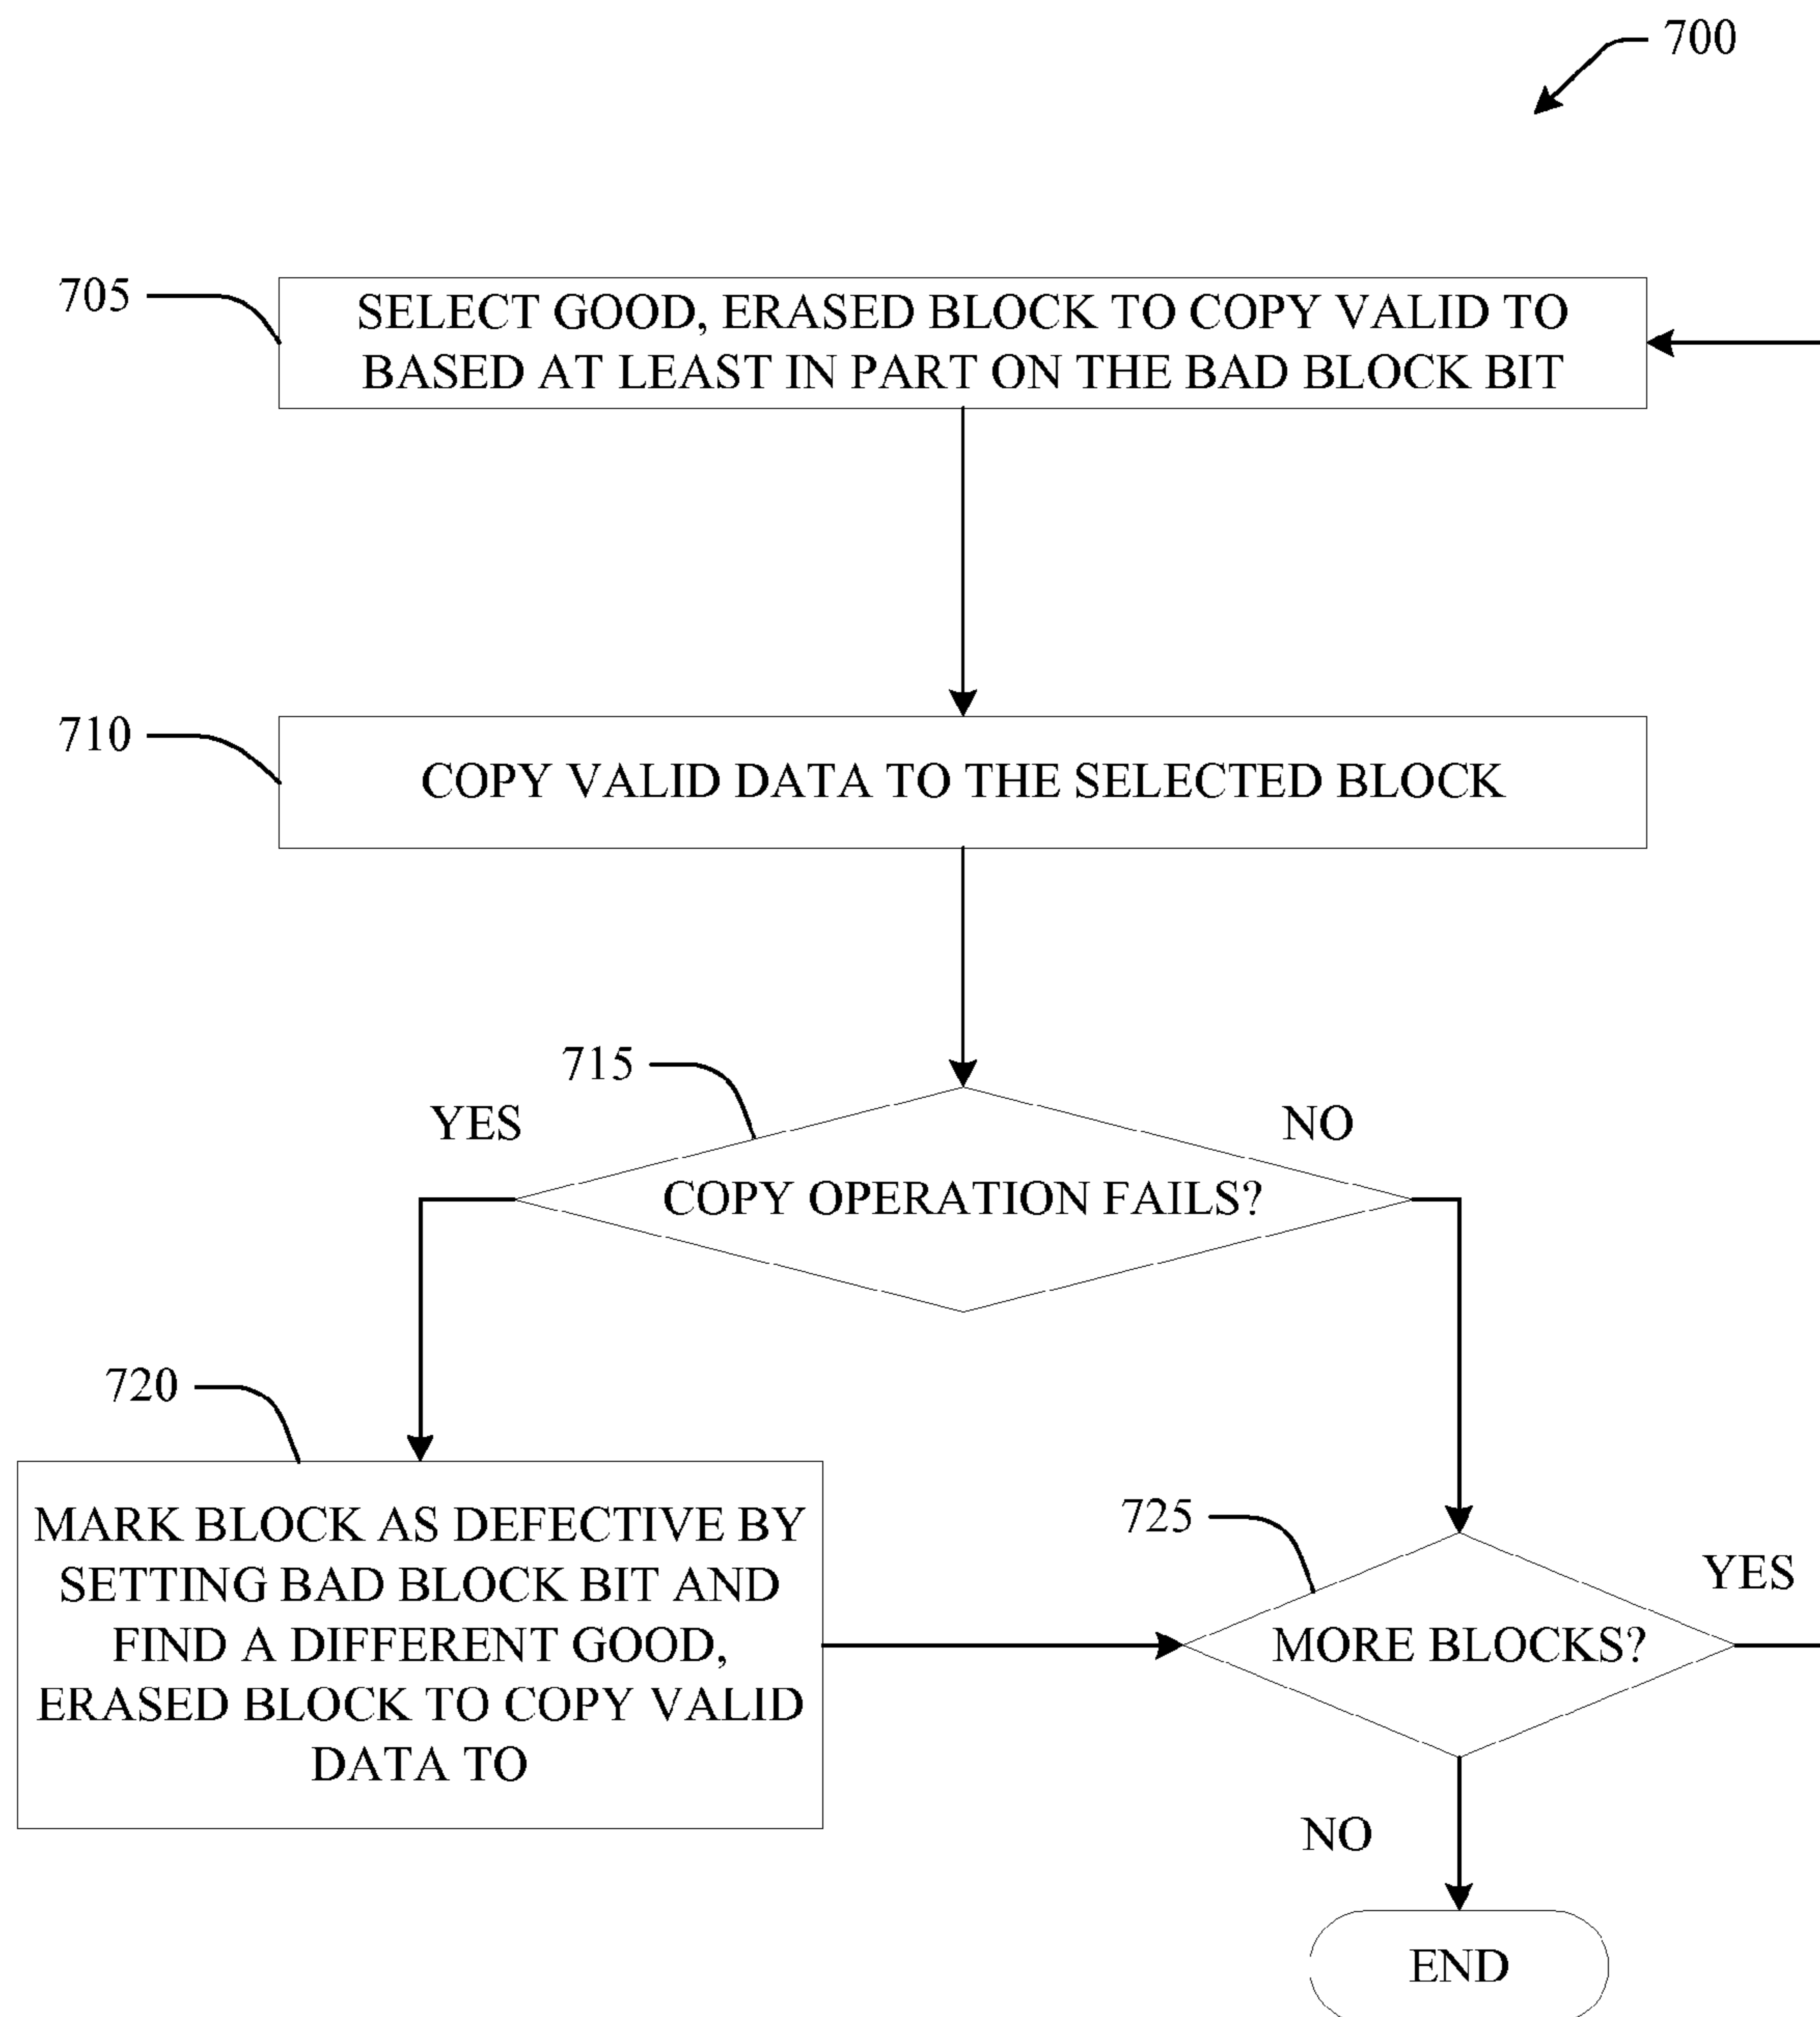 700
705
SELECT GOOD, ERASED BLOCK TO COPY VALID TO
BASED AT LEAST IN PART ON THE BAD BLOCK BIT
710
COPY VALID DATA TO THE SELECTED BLOCK
715
YES
NO
COPY OPERATION FAILS?
720
MARK BLOCK AS DEFECTIVE BY
SETTING BAD BLOCK BIT AND
FIND A DIFFERENT GOOD,
ERASED BLOCK TO COPY VALID
DATA TO
725
YES
MORE BLOCKS?
NO
END